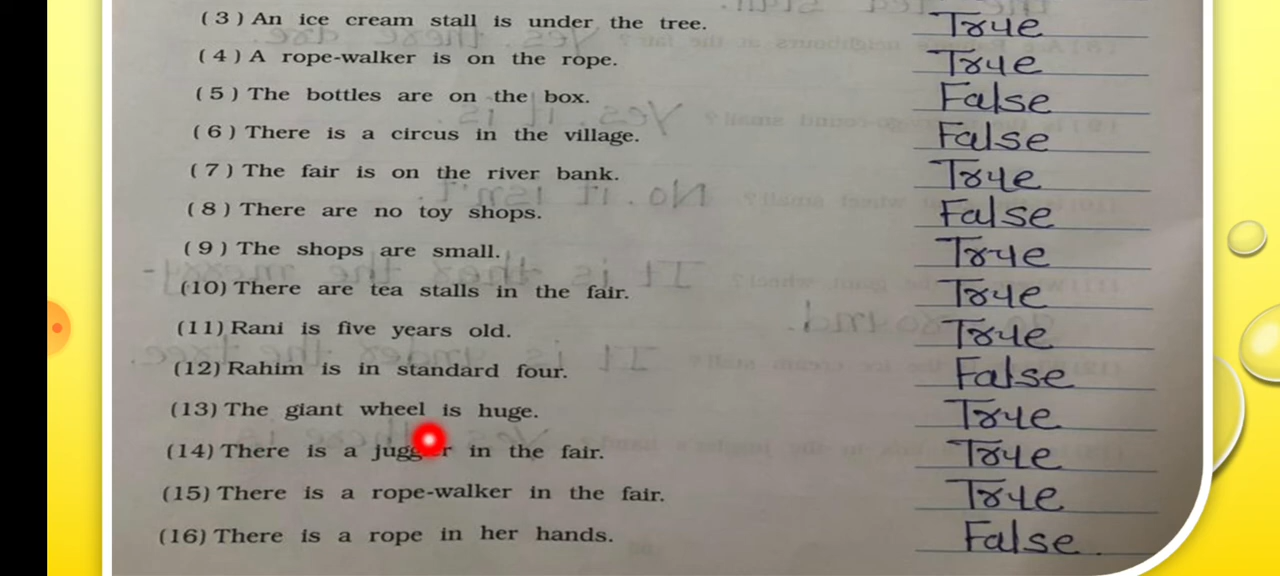 (3) An ice cream stall is under the tree. True
(4) A rope-walker is on the rope. True
(5) The bottles are on the box. False
(6) There is a circus in the village. False
(7) The fair is on the river bank. True
(8) There are no toy shops. False
(9) The shops are small. True
(10) There are tea stalls in the fair. True
(11) Rani is five years old. True
(12) Rahim is in standard four. False
(13) The giant wheel is huge. True
(14) There is a in the fair. True
(15) There is a rope-walker in the fair. True
(16) There is a rope in her hands. False